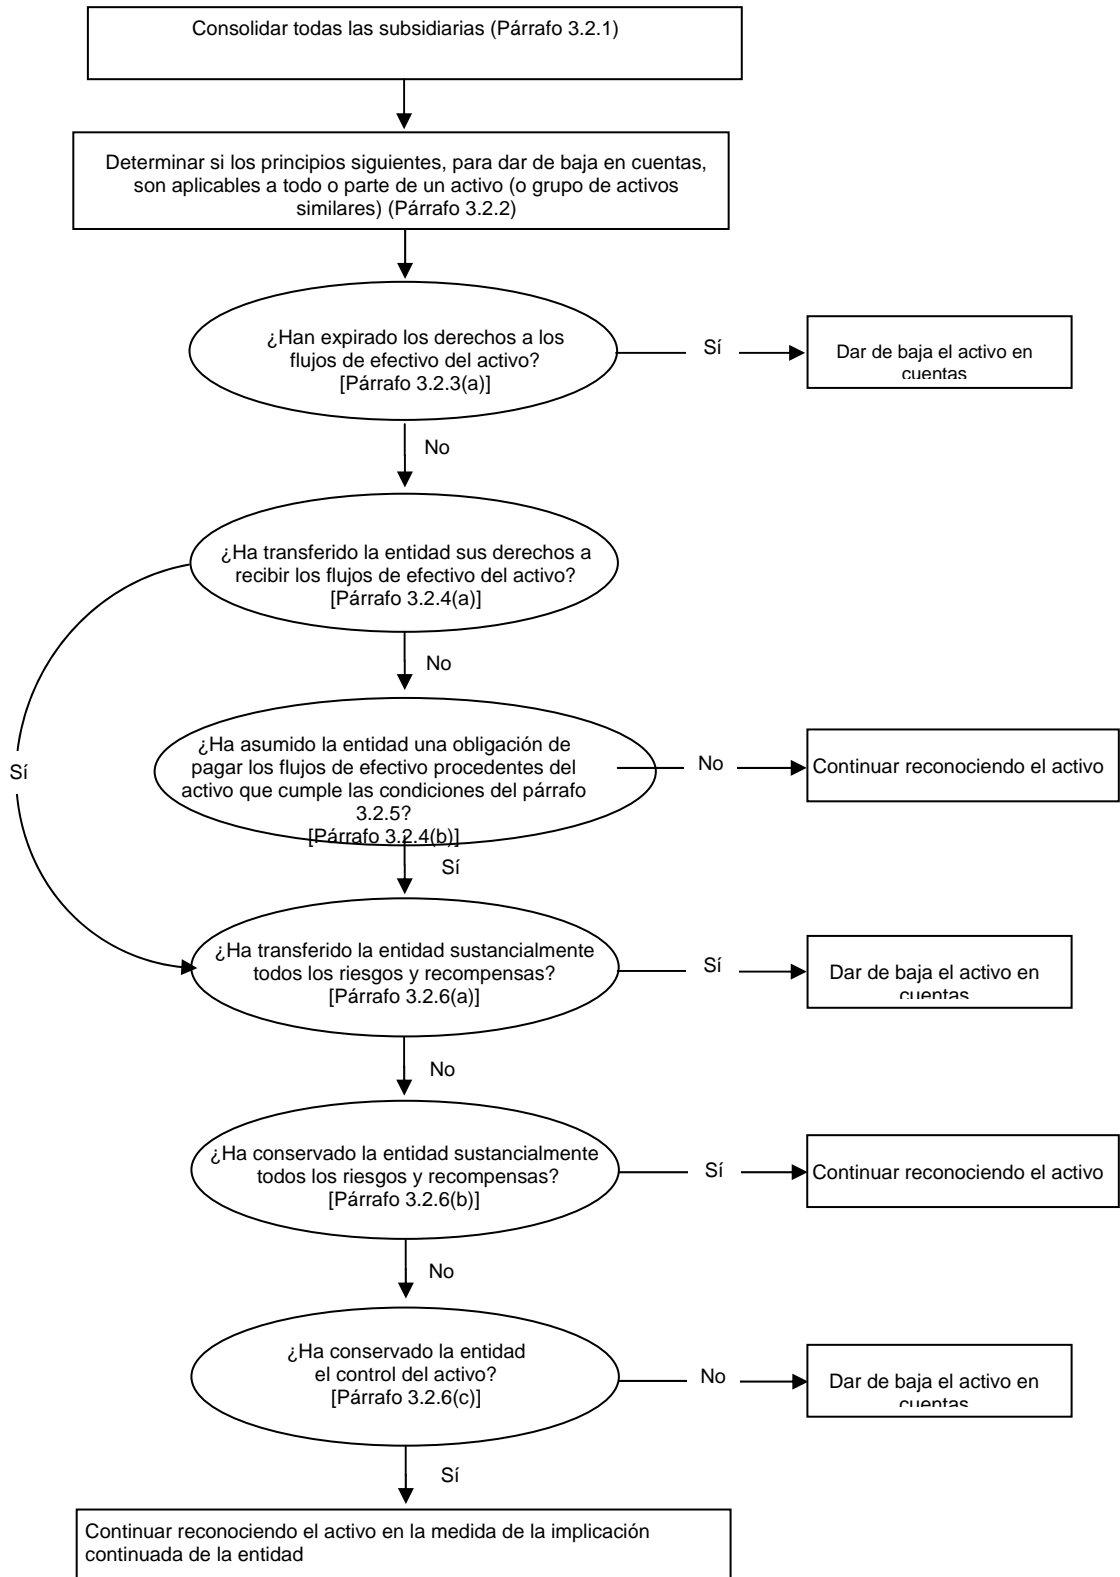 Consolidar todas las subsidiarias (Párrafo 3.2.1)
Determinar si los principios siguientes, para dar de baja en cuentas,
son aplicables a todo o parte de un activo (o grupo de activos
similares) (Párrafo 3.2.2)
¿Han expirado los derechos a los
flujos de efectivo del activo?
[Párrafo 3.2.3(a)]
Sí
Dar de baja el activo en
cuentas
No
¿Ha transferido la entidad sus derechos a
recibir los flujos de efectivo del activo?
[Párrafo 3.2.4(a)]
No
Sí
¿Ha asumido la entidad una obligación de
pagar los flujos de efectivo procedentes del
activo que cumple las condiciones del párrafo
3.2.5?
[Párrafo 3.2.4(b)]
No
Continuar reconociendo el activo
Sí
¿Ha transferido la entidad sustancialmente
todos los riesgos y recompensas?
[Párrafo 3.2.6(a)]
Sí
Dar de baja el activo en
cuentas
No
¿Ha conservado la entidad sustancialmente
todos los riesgos y recompensas?
[Párrafo 3.2.6(b)]
Sí
Continuar reconociendo el activo
No
¿Ha conservado la entidad
el control del activo?
[Párrafo 3.2.6(c)]
No
Dar de baja el activo en
cuentas
Sí
Continuar reconociendo el activo en la medida de la implicación
continuada de la entidad